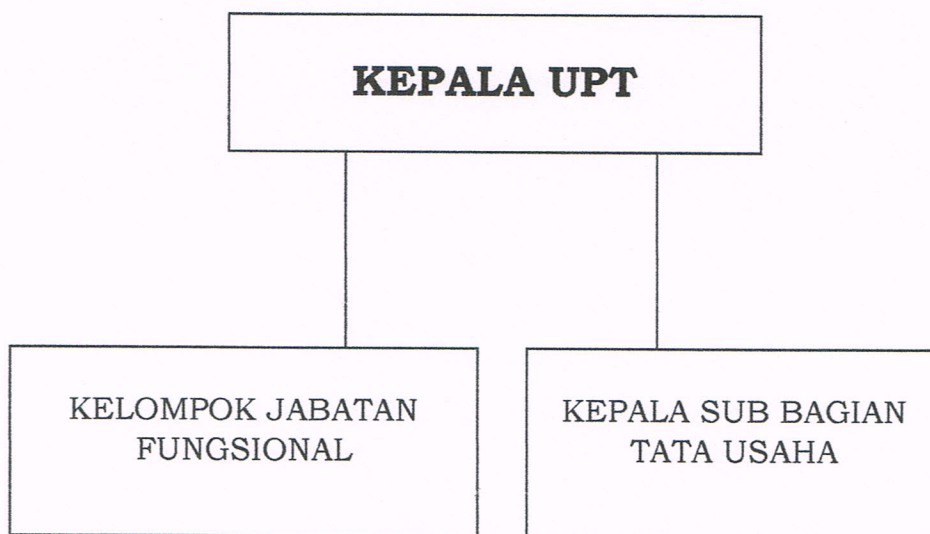 KEPALA UPT
KELOMPOK JABATAN
FUNGSIONAL
KEPALA SUB BAGIAN
TATA USAHA